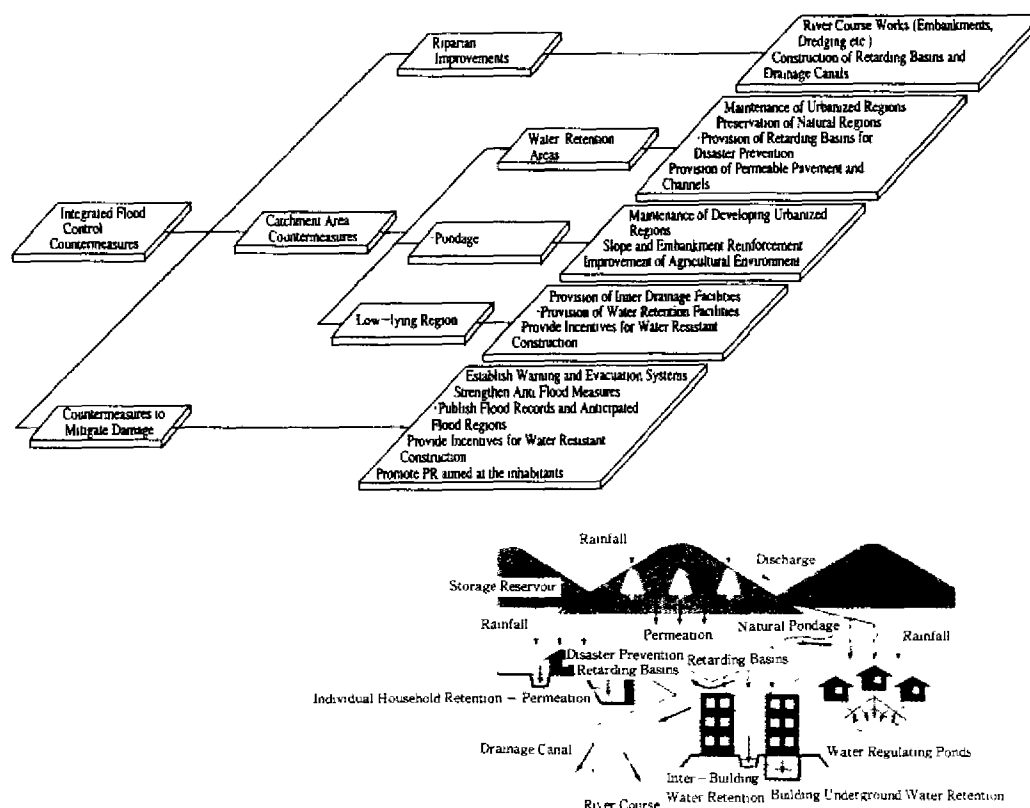 Riparian
Improvements
River Course Works (Embankments,
Dredging etc )
Construction of Retarding Basins and
Drainage Canals
Water Retention
Areas
Maintenance of Urbanized Regions
Preservation of Natural Regions
·Provision of Retarding Basins for
Disaster Prevention
Provision of Permeable Pavement and
Channels
Integrated Flood
Control
Countermeasures
Catchment Area
Countermeasures
·Pondage
Maintenance of Developing Urbanized
Regions
Slope and Embankment Reinforcement
Improvement of Agricultural Environment
Low-lying Region
Provision of Inner Drainage Facilities
·Provision of Water Retention Facilities
Provide Incentives for Water Resistant
Construction
Countermeasures to
Mitigate Damage
Establish Warning and Evacuation Systems
Strengthen Anti Flood Measures
·Publish Flood Records and Anticipated
Flood Regions
Provide Incentives for Water Resistant
Construction
Promote PR aimed at the inhabitants
Rainfall
Discharge
Storage Reservoir
Rainfall
Permeation
Natural Pondage
Rainfall
Disaster Prevention
Retarding Basins
Retarding Basins
Individual Household Retention - Permeation
Drainage Canal
Water Regulating Ponds
Inter-Building
Water Retention
Building Underground Water Retention
River Course